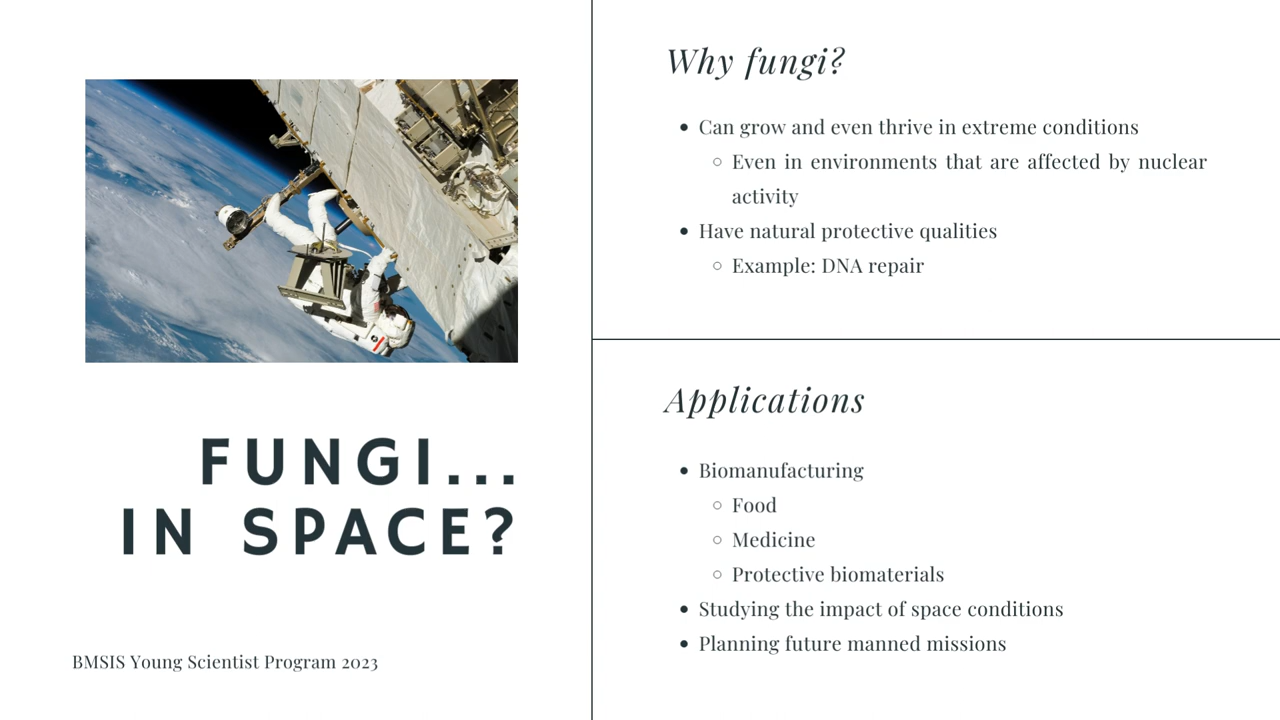 FUNGI...
IN SPACE?
BMSIS Young Scientist Program 2023
Why fungi?
• Can grow and even thrive in extreme conditions
○ Even in environments that are affected by nuclear
activity
• Have natural protective qualities
○ Example: DNA repair
Applications
• Biomanufacturing
○ Food
○ Medicine
○ Protective biomaterials
• Studying the impact of space conditions
• Planning future manned missions